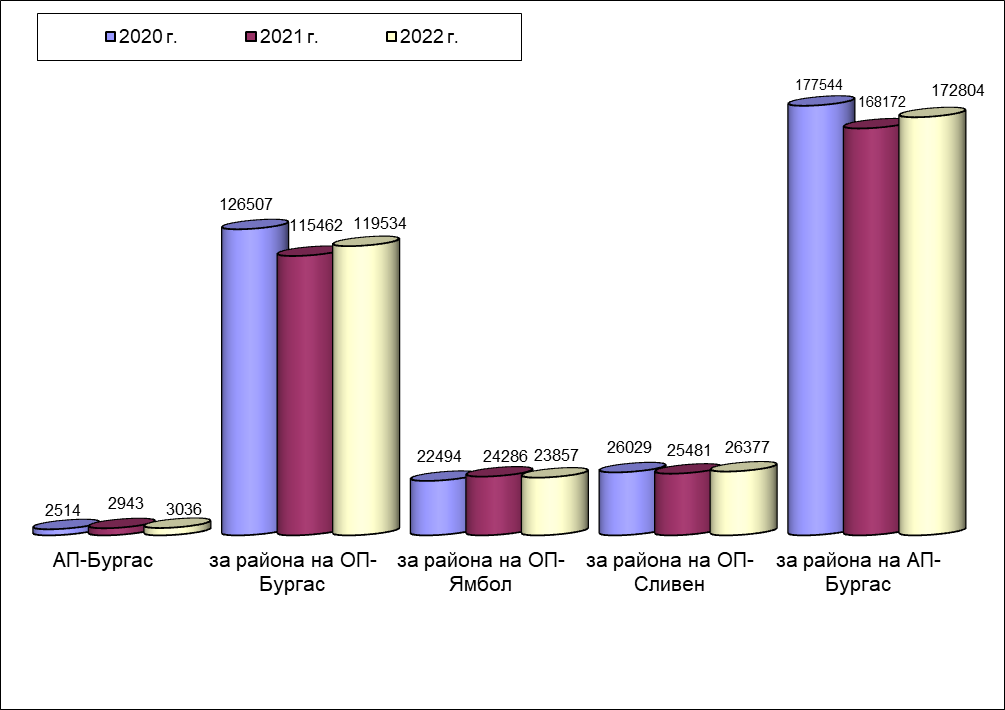 2020 г. 2021 г. 2022 г.
177544 168172 172804
126507 115462 119534
22494 24286 23857
26029 25481 26377
2514 2943 3036
АП-Бургас
за района на ОП-
Бургас
за района на ОП-
Ямбол
за района на ОП-
Сливен
за района на АП-
Бургас